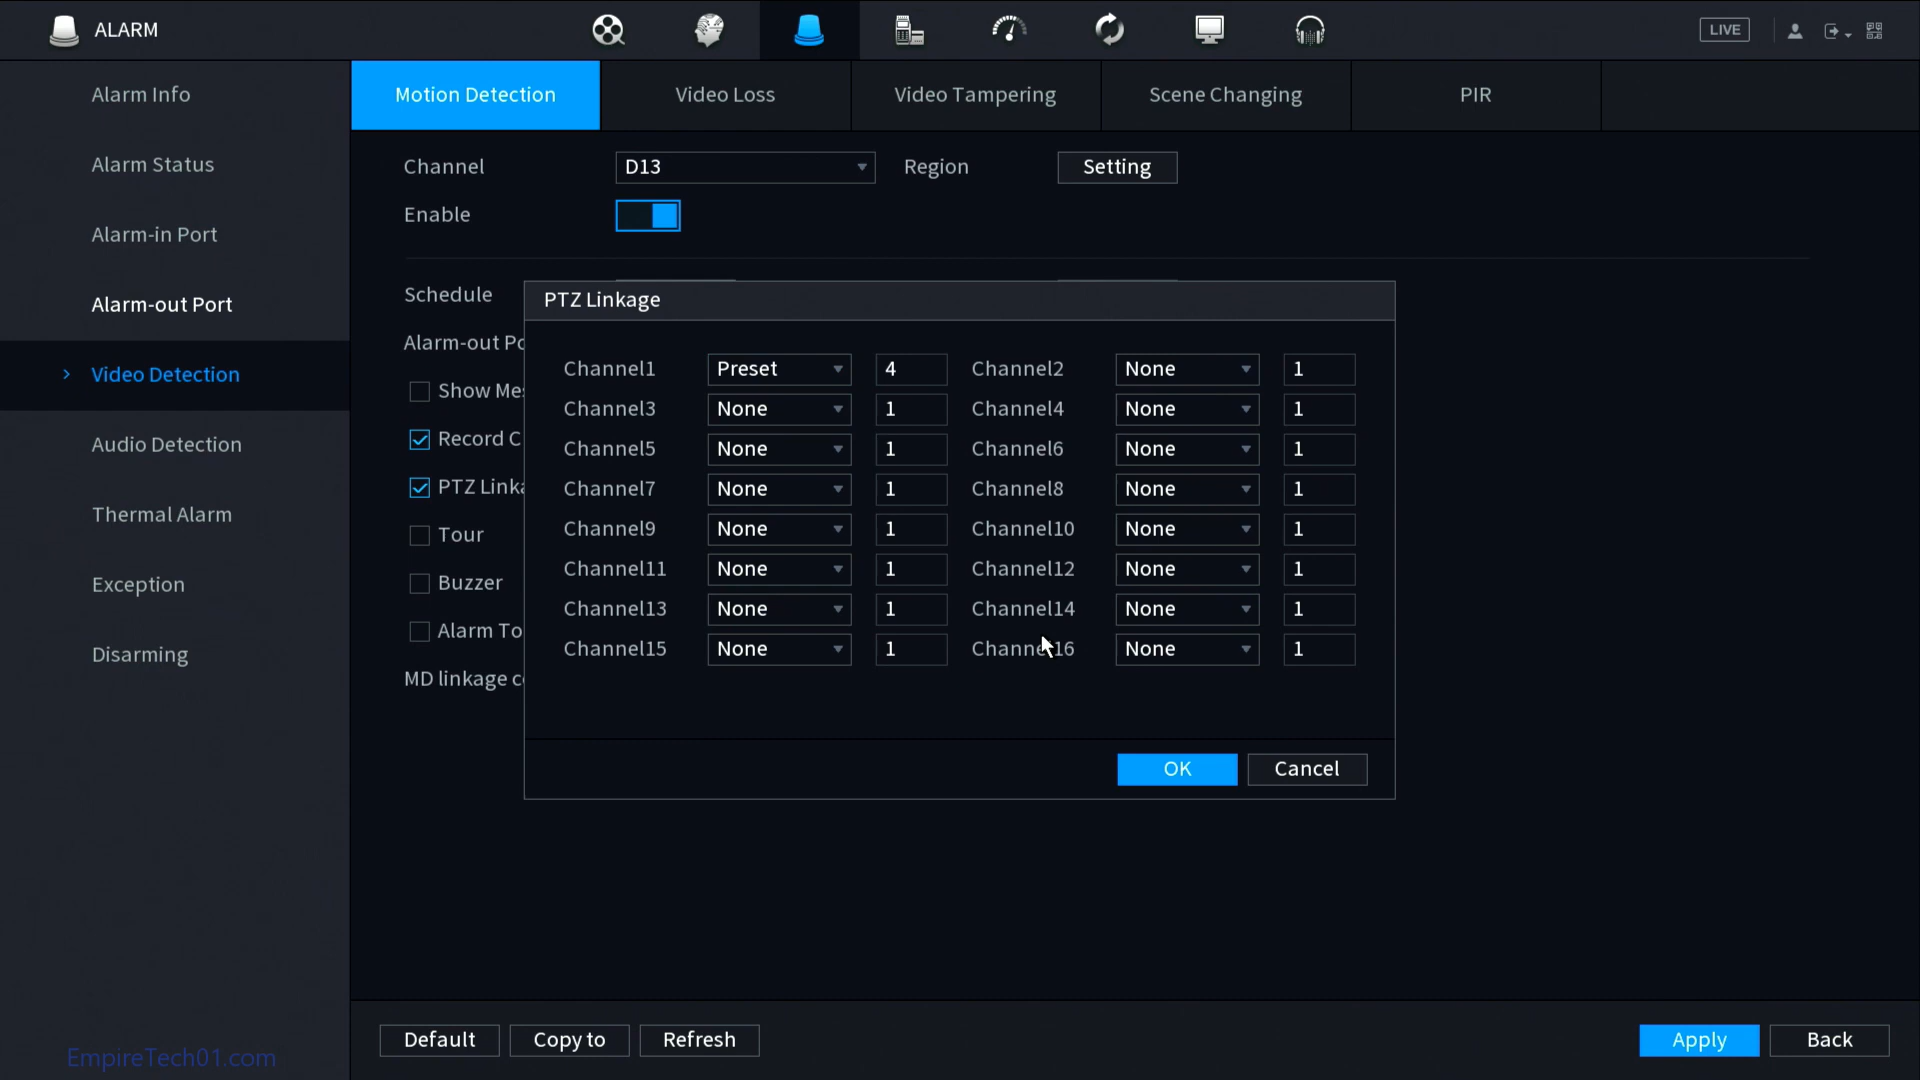 ALARM
LIVE
Alarm Info
Alarm Status
Alarm-in Port
Alarm-out Port
Video Detection
Audio Detection
Thermal Alarm
Exception
Disarming
Motion Detection
Video Loss
Video Tampering
Scene Changing
PIR
Channel D13 Region Setting
Enable
Schedule
Alarm-out Po
Show Mes
Record C
PTZ Linka
Tour
Buzzer
Alarm To
MD linkage co
PTZ Linkage
Channel1 Preset 4 Channel2 None 1
Channel3 None 1 Channel4 None 1
Channel5 None 1 Channel6 None 1
Channel7 None 1 Channel8 None 1
Channel9 None 1 Channel10 None 1
Channel11 None 1 Channel12 None 1
Channel13 None 1 Channel14 None 1
Channel15 None 1 Channel16 None 1
OK Cancel
Default Copy to Refresh Apply Back
EmpireTech01.com